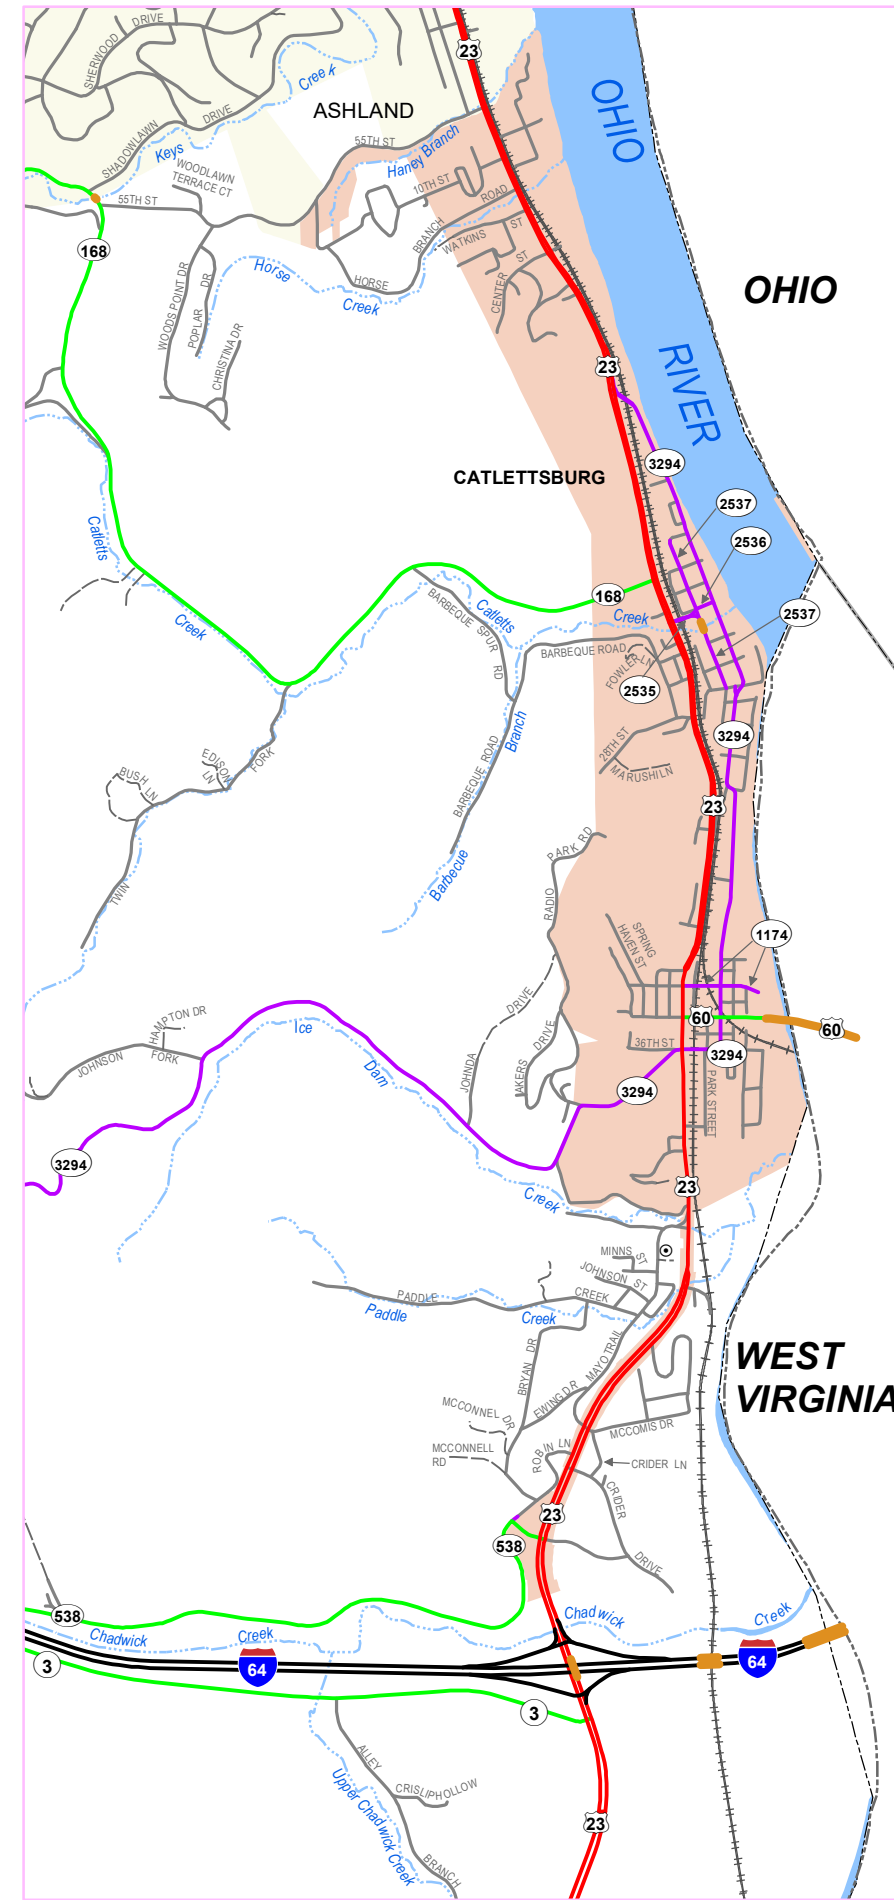 SHERWOOD DRIVE
23
Creek
OHIO
ASHLAND
SHADOWLAWN DRIVE
55TH ST
Keys
Haney Branch
WOODLAWN
TERRACE CT
10TH ST
55TH ST
HORSE BRANCH ROAD
WATKINS ST
168
CENTER ST
Horse
Creek
WOODS POINT DR
POPLAR DR
CHRISTINA DR
OHIO
RIVER
23
3294
CATLETTSBURG
2537
2536
Catletts
Creek
168
Catletts
Creek
2537
BARBEQUE SPUR RD
BARBEQUE ROAD
FOWLER LN
2535
Branch
3294
28TH ST
MARUSHI LN
EDISON
LN
BUSH LN
TWIN FORK
BARBEQUE ROAD
23
Barbecue
RADIO PARK RD
SPRING
HAVEN ST
1174
JOHNDA DRIVE
HAMPTON DR
Ice
Dam
60
60
AKERS DRIVE
36TH ST
3294
JOHNSON FORK
3294
PARK STREET
3294
23
Creek
MINNS ST
JOHNSON ST
PADDLE CREEK
Paddle
Creek
MAYO TRAIL
BRYAN DR
EWING DR
WEST
VIRGINIA
MCCONNEL DR
MCCOMIS DR
MCCONNELL
RD
ROBIN LN
CRIDER LN
CRIDER DRIVE
23
538
538
Chadwick
Creek
Chadwick
Creek
3
64
64
3
ALLEY BRANCH
CRISLIPHOLLOW
Upper Chadwick Creek
23